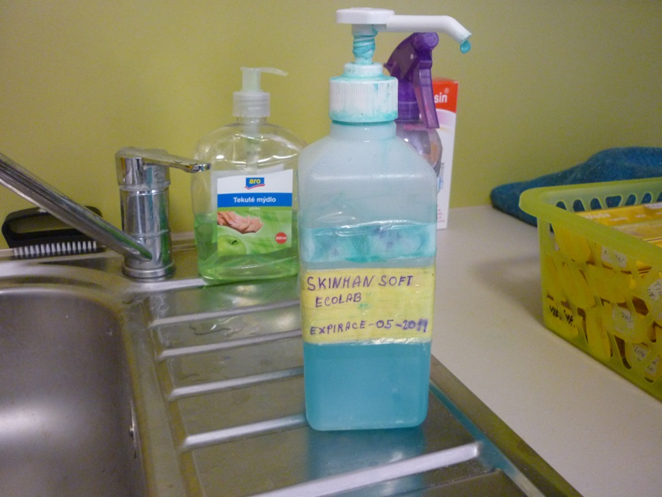 aro
Tekuté mýdlo
SKINMAN SOFT
ECOLAB
EXPIRACE-05-2011
sin